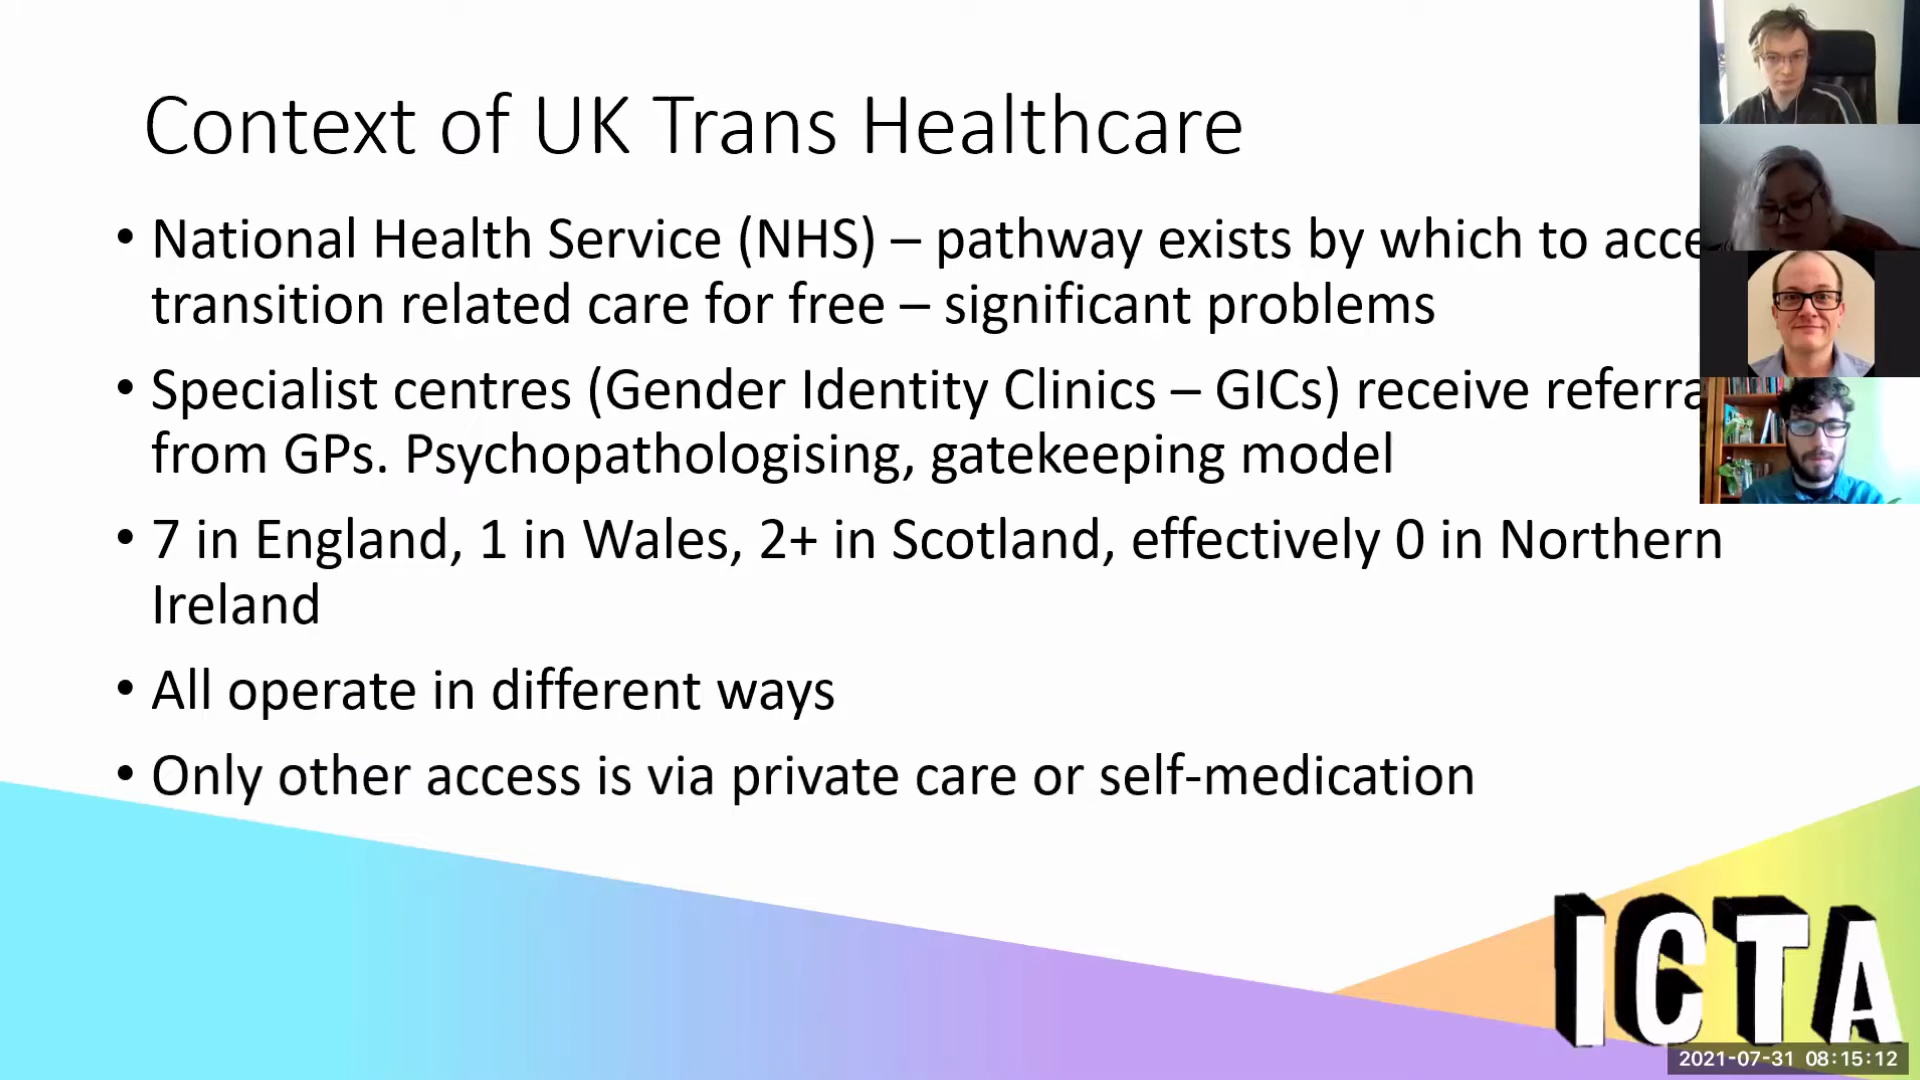 Context of UK Trans Healthcare
• National Health Service (NHS) – pathway exists by which to
transition related care for free – significant problems
• Specialist centres (Gender Identity Clinics – GICs) receive
from GPs. Psychopathologising, gatekeeping model
• 7 in England, 1 in Wales, 2+ in Scotland, effectively 0 in Northern
Ireland
• All operate in different ways
• Only other access is via private care or self-medication
ICTA
2021-07-31 08:15:12